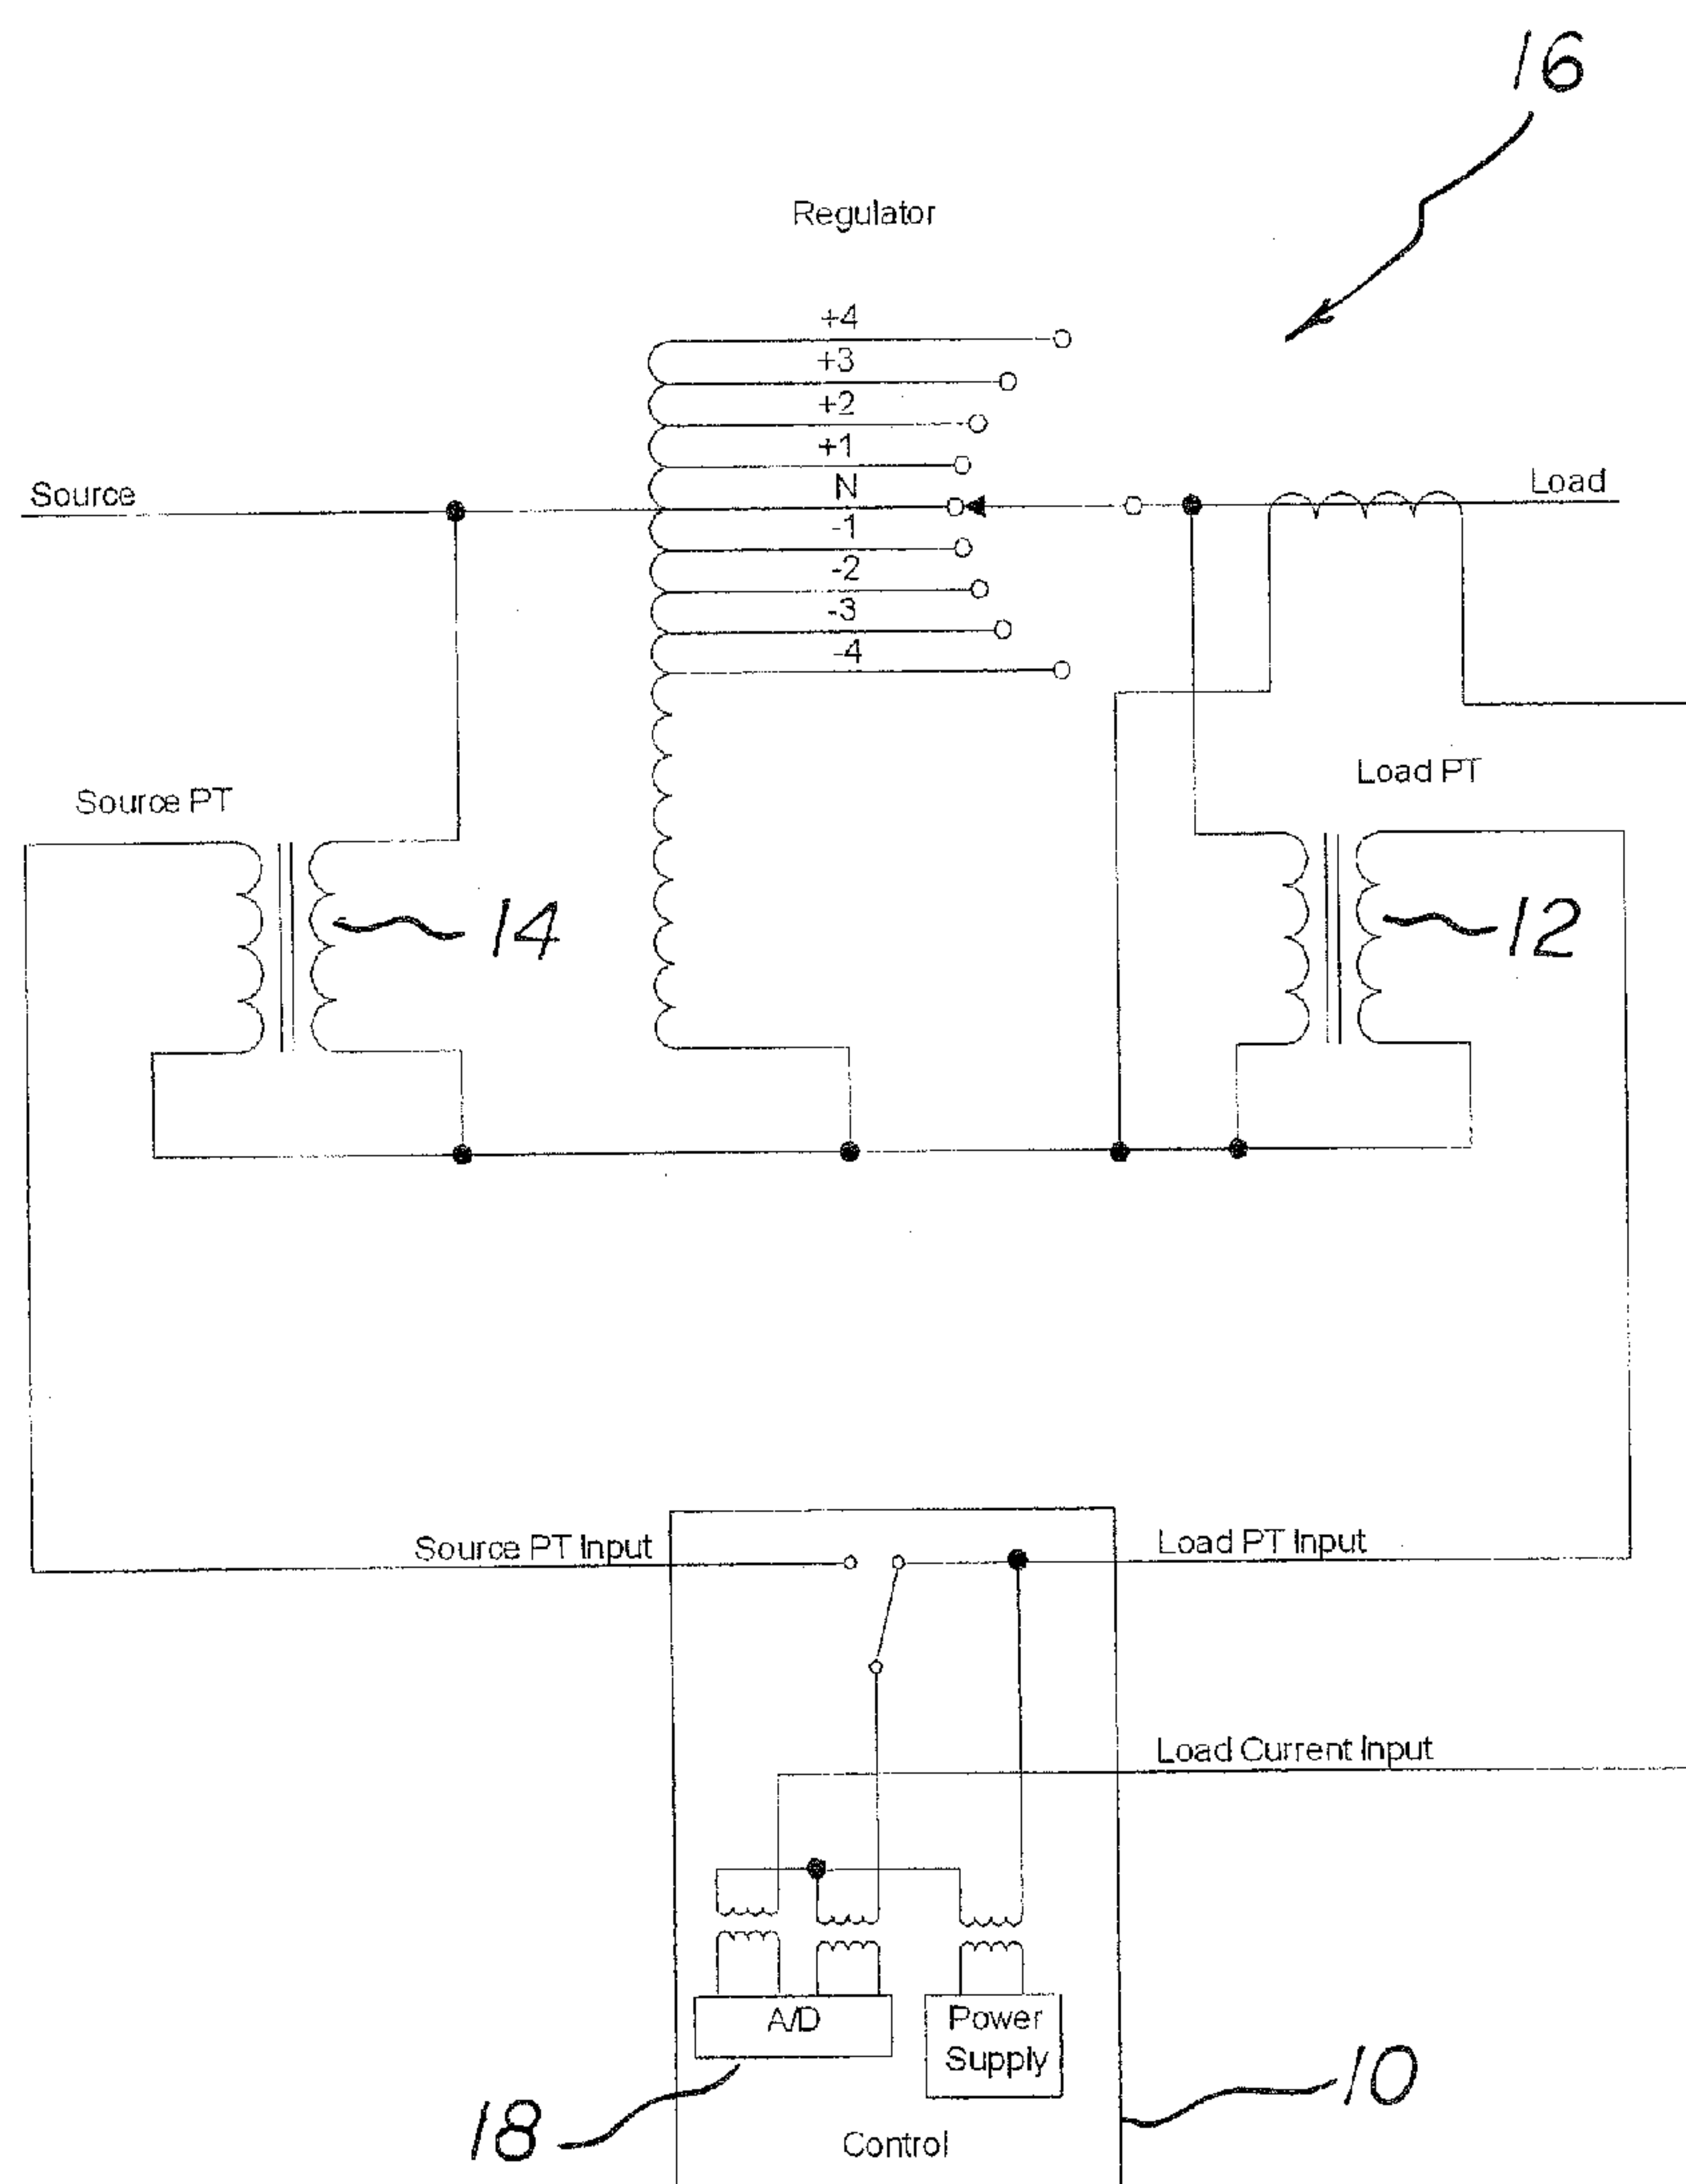 16
Regulator
+4
+3
+2
+1
N
-1
-2
-3
-4
Source
Load
Source PT
Load PT
14
12
Source PT Input
Load PT Input
Load Current Input
A/D
Power
Supply
18
10
Control